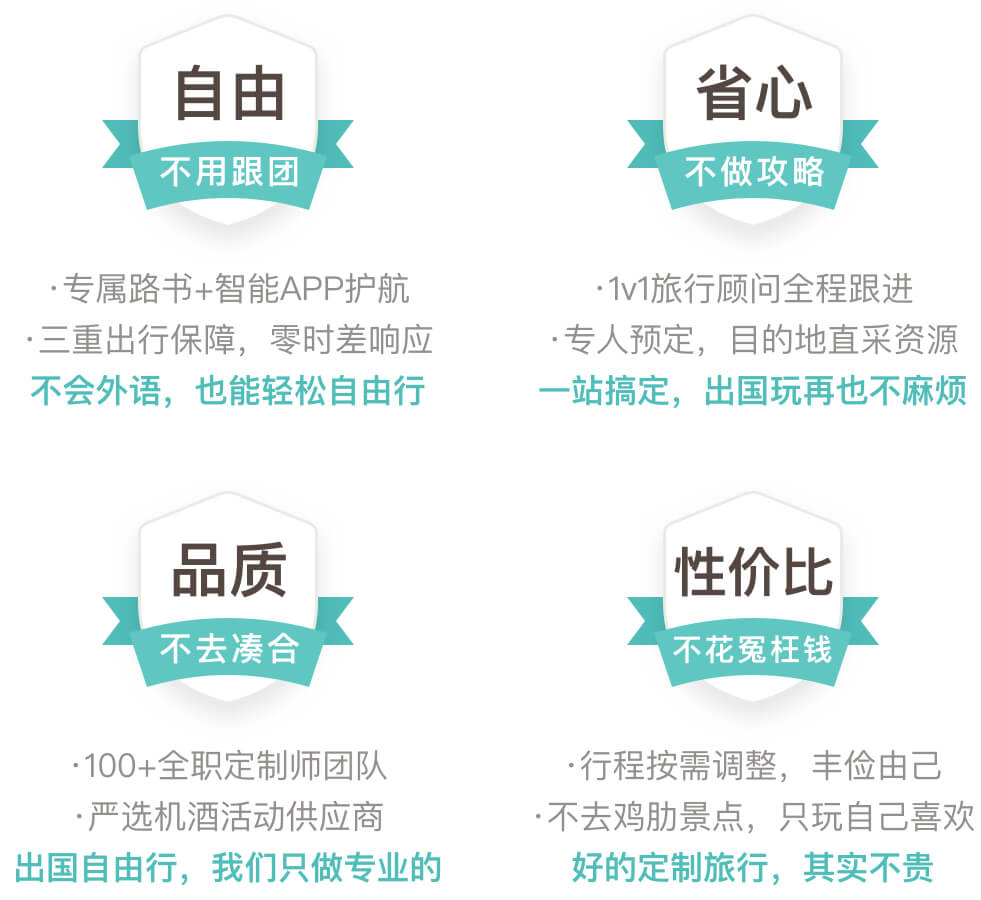 自由
不用跟团
·专属路书+智能APP护航
·三重出行保障，零时差响应
不会外语，也能轻松自由行
省心
不做攻略
·1v1旅行顾问全程跟进
·专人预定，目的地直采资源
一站搞定，出国玩再也不麻烦
品质
不去凑合
·100+全职定制师团队
·严选机酒活动供应商
出国自由行，我们只做专业的
性价比
不花冤枉钱
·行程按需调整，丰俭由己
·不去鸡肋景点，只玩自己喜欢
好的定制旅行，其实不贵